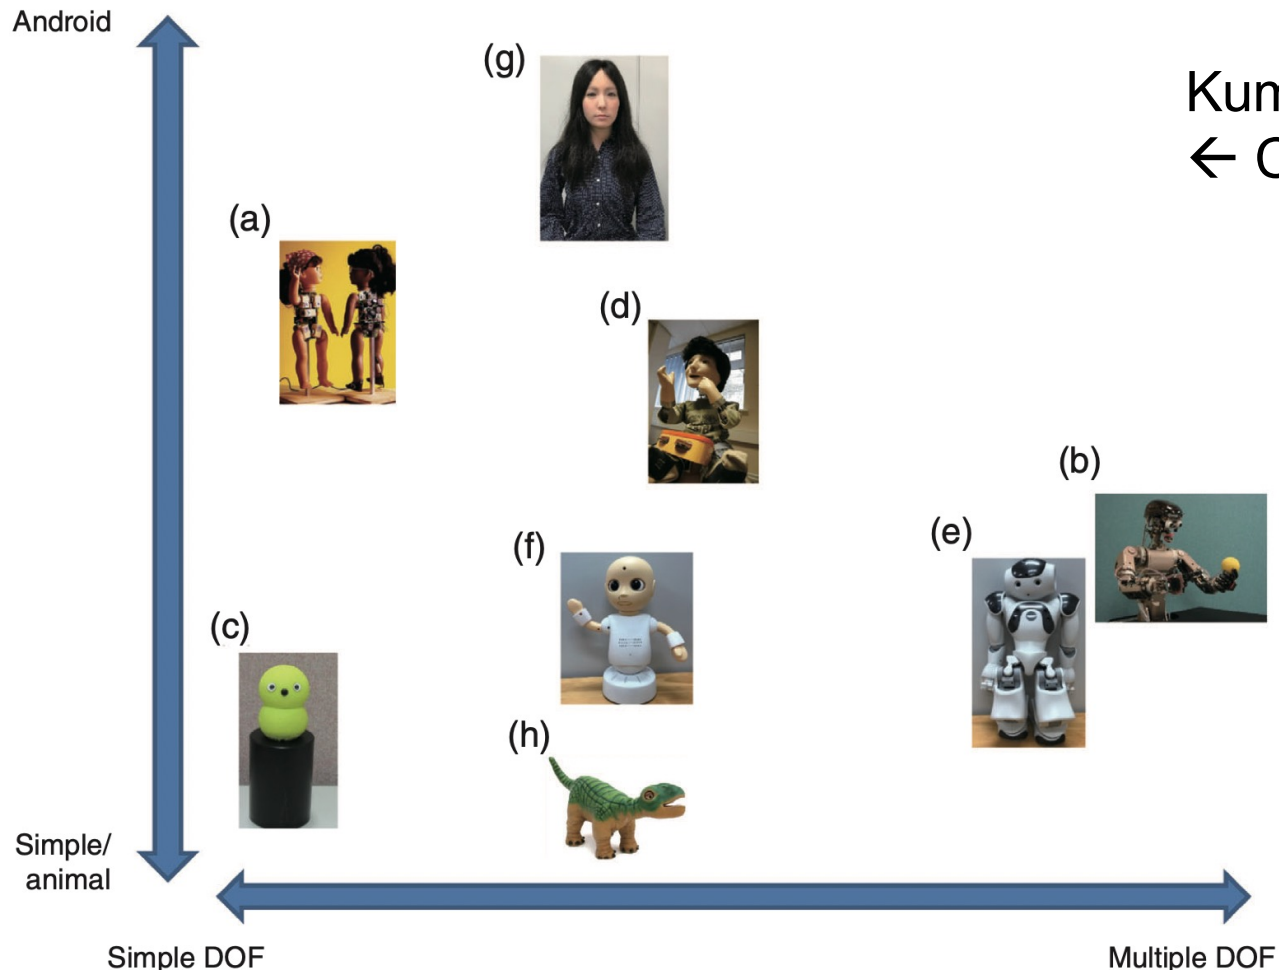 Android
(g)
Kum
← C
(a)
(d)
(b)
(e)
(f)
(c)
(h)
Simple/
animal
Simple DOF
Multiple DOF